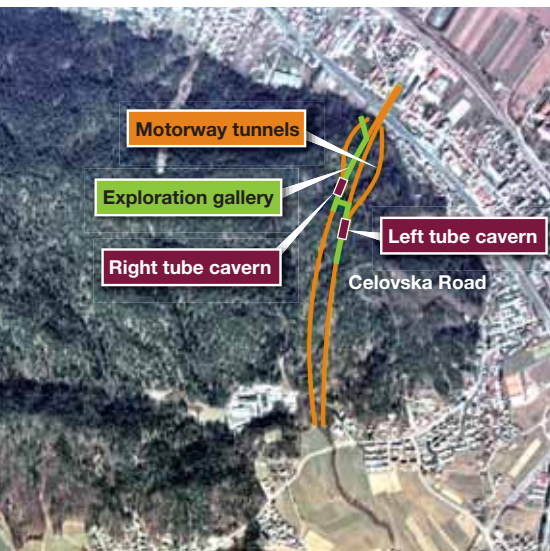 Motorway tunnels
Exploration gallery
Left tube cavern
Right tube cavern
Celovska Road